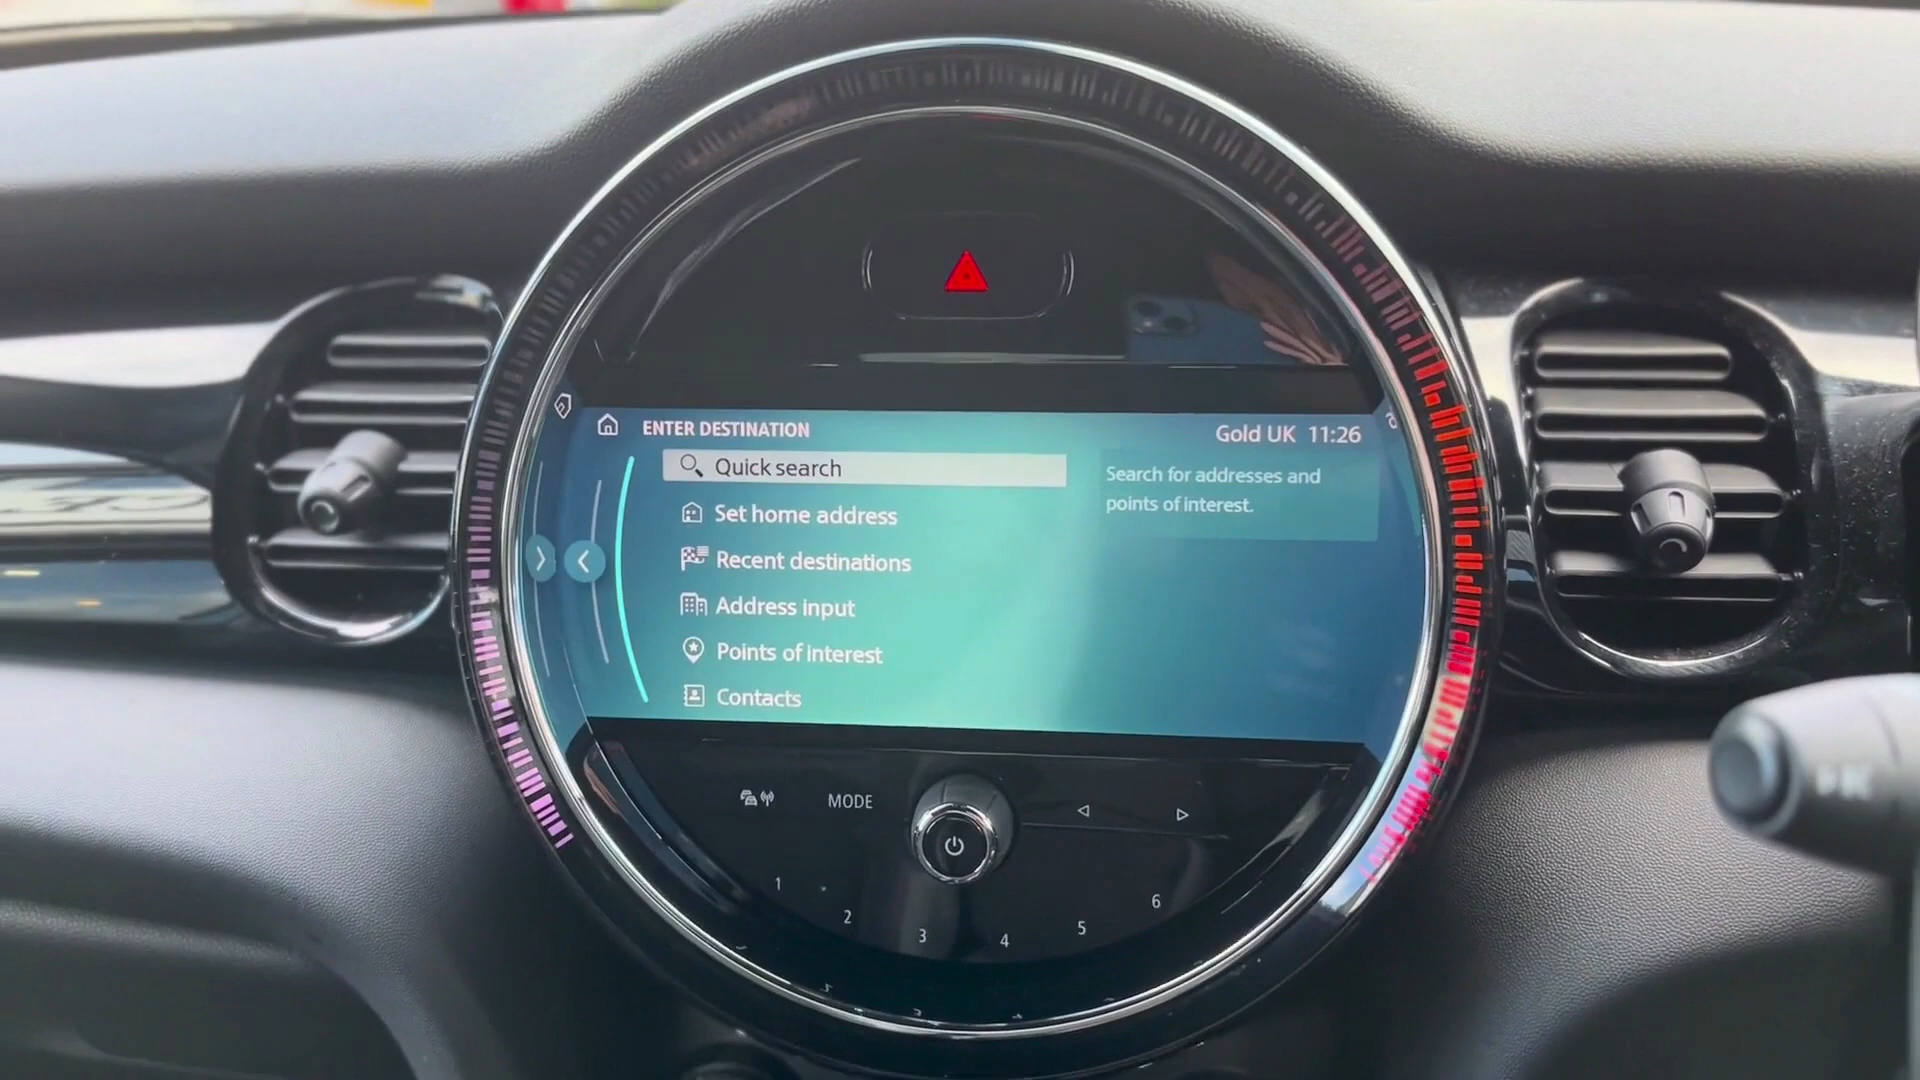 ENTER DESTINATION
Gold UK 11:26
Quick search
Search for addresses and
points of interest.
Set home address
Recent destinations
Address input
Points of interest
Contacts
MODE
1
2
3
4
5
6